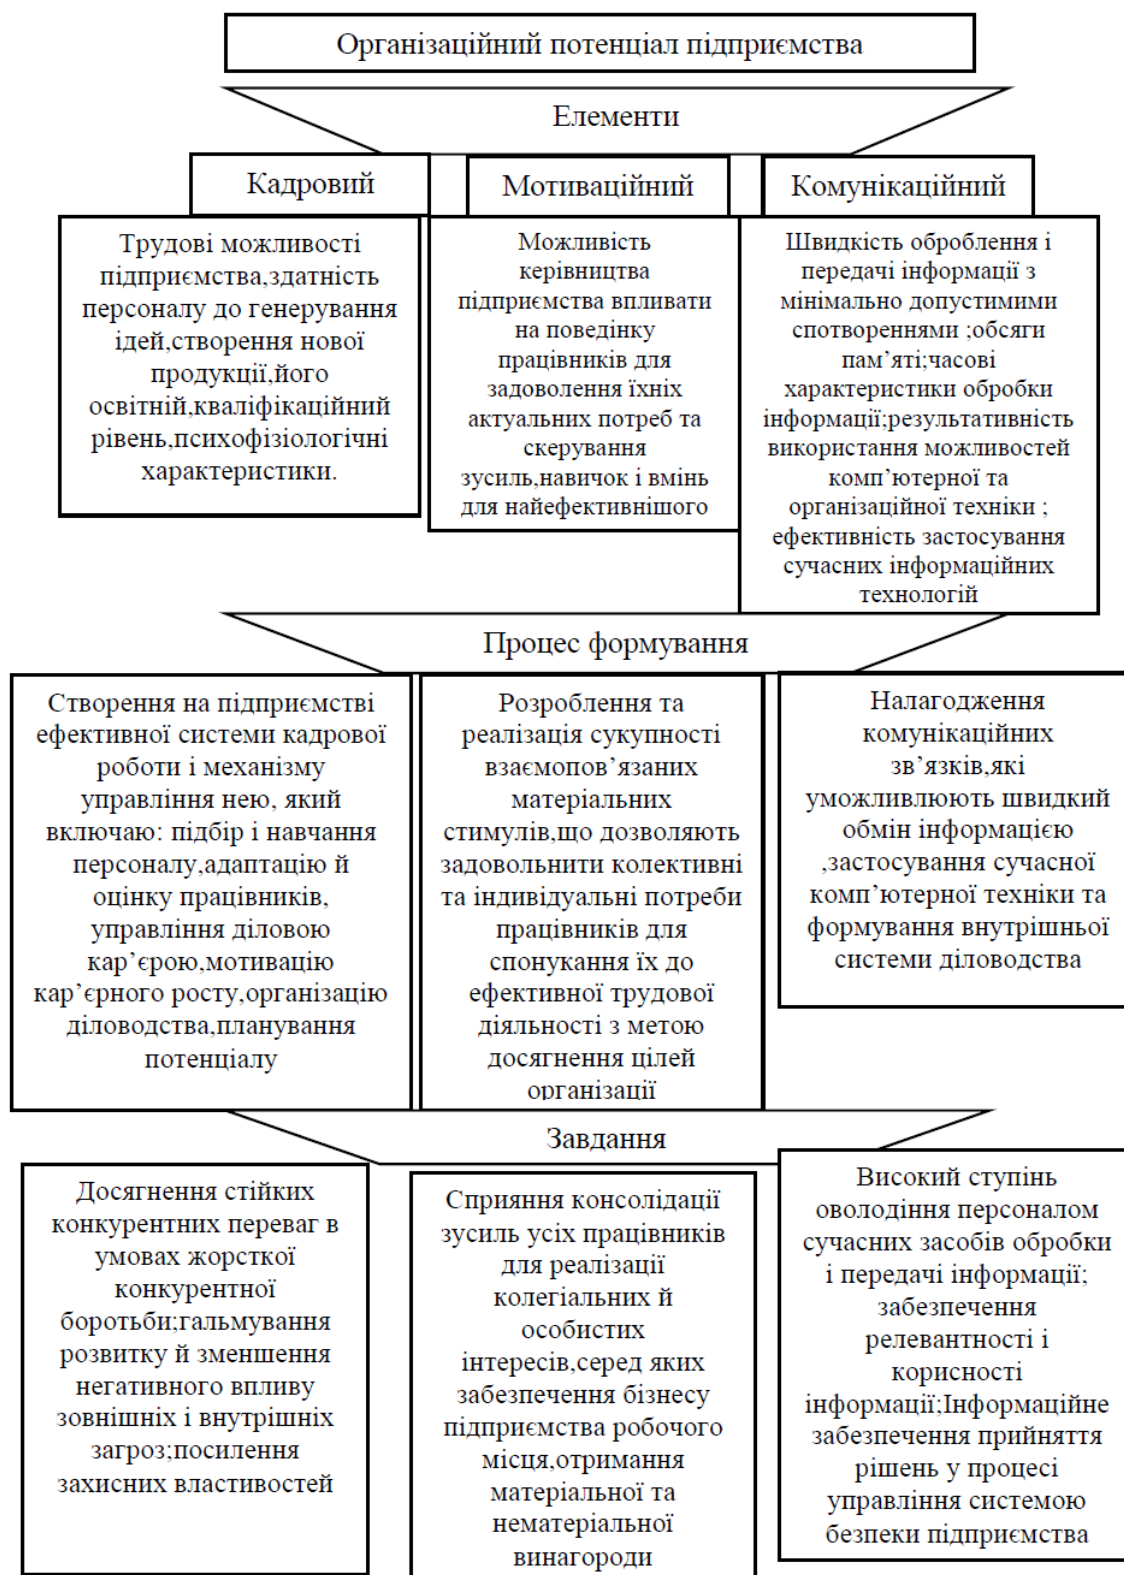 Організаційний потенціал підприємства
Елементи
Кадровий
Мотиваційний
Комунікаційний
Трудові можливості
підприємства,здатність
персоналу до генерування
ідей,створення нової
продукції,його
освітній,кваліфікаційний
рівень,психофізіологічні
характеристики.
Можливість
керівництва
підприємства впливати
на поведінку
працівників для
задоволення їхніх
актуальних потреб та
скерування
зусиль,навичок і вмінь
для найефективнішого
Швидкість оброблення і
передачі інформації з
мінімально допустимими
спотвореннями ;обсяги
пам’яті;часові
характеристики обробки
інформації;результативність
використання можливостей
комп’ютерної та
організаційної техніки ;
ефективність застосування
сучасних інформаційних
технологій
Процес формування
Створення на підприємстві
ефективної системи кадрової
роботи і механізму
управління нею, який
включаю: підбір і навчання
персоналу,адаптацію й
оцінку працівників,
управління діловою
кар’єрою,мотивацію
кар’єрного росту,організацію
діловодства,планування
потенціалу
Розроблення та
реалізація сукупності
взаємопов’язаних
матеріальних
стимулів,що дозволяють
задовольнити колективні
та індивідуальні потреби
працівників для
спонукання їх до
ефективної трудової
діяльності з метою
досягнення цілей
організації
Налагодження
комунікаційних
зв’язків,які
уможливлюють швидкий
обмін інформацією
,застосування сучасної
комп’ютерної техніки та
формування внутрішньої
системи діловодства
Завдання
Досягнення стійких
конкурентних переваг в
умовах жорсткої
конкурентної
боротьби;гальмування
розвитку й зменшення
негативного впливу
зовнішніх і внутрішніх
загроз;посилення
захисних властивостей
Сприяння консолідації
зусиль усіх працівників
для реалізації
колегіальних й
особистих
інтересів,серед яких
забезпечення бізнесу
підприємства робочого
місця,отримання
матеріальної та
нематеріальної
винагороди
Високий ступінь
оволодіння персоналом
сучасних засобів обробки
і передачі інформації;
забезпечення
релевантності і
корисності
інформації;Інформаційне
забезпечення прийняття
рішень у процесі
управління системою
безпеки підприємства